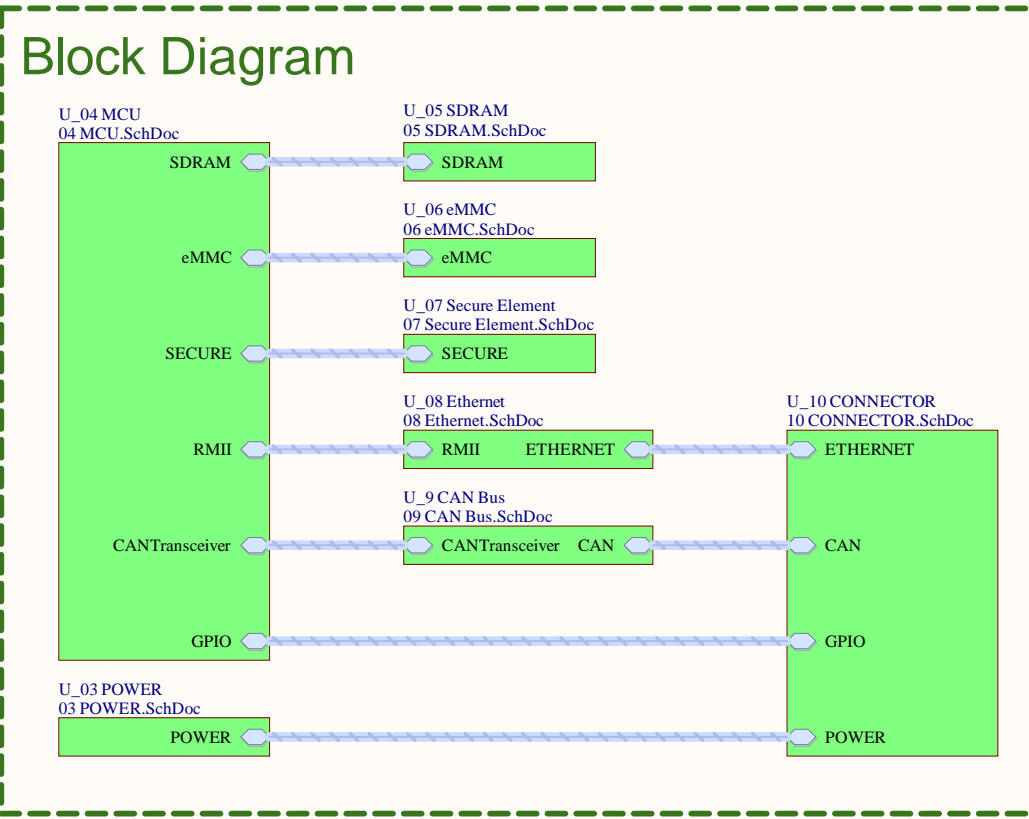 Block Diagram
U_04 MCU
04 MCU.SchDoc
SDRAM
eMMC
SECURE
RMII
CANTransceiver
GPIO
U_05 SDRAM
05 SDRAM.SchDoc
SDRAM
U_06 eMMC
06 eMMC.SchDoc
eMMC
U_07 Secure Element
07 Secure Element.SchDoc
SECURE
U_08 Ethernet
08 Ethernet.SchDoc
RMII ETHERNET
U_9 CAN Bus
09 CAN Bus.SchDoc
CANTransceiver CAN
U_10 CONNECTOR
10 CONNECTOR.SchDoc
ETHERNET
CAN
GPIO
POWER
U_03 POWER
03 POWER.SchDoc
POWER